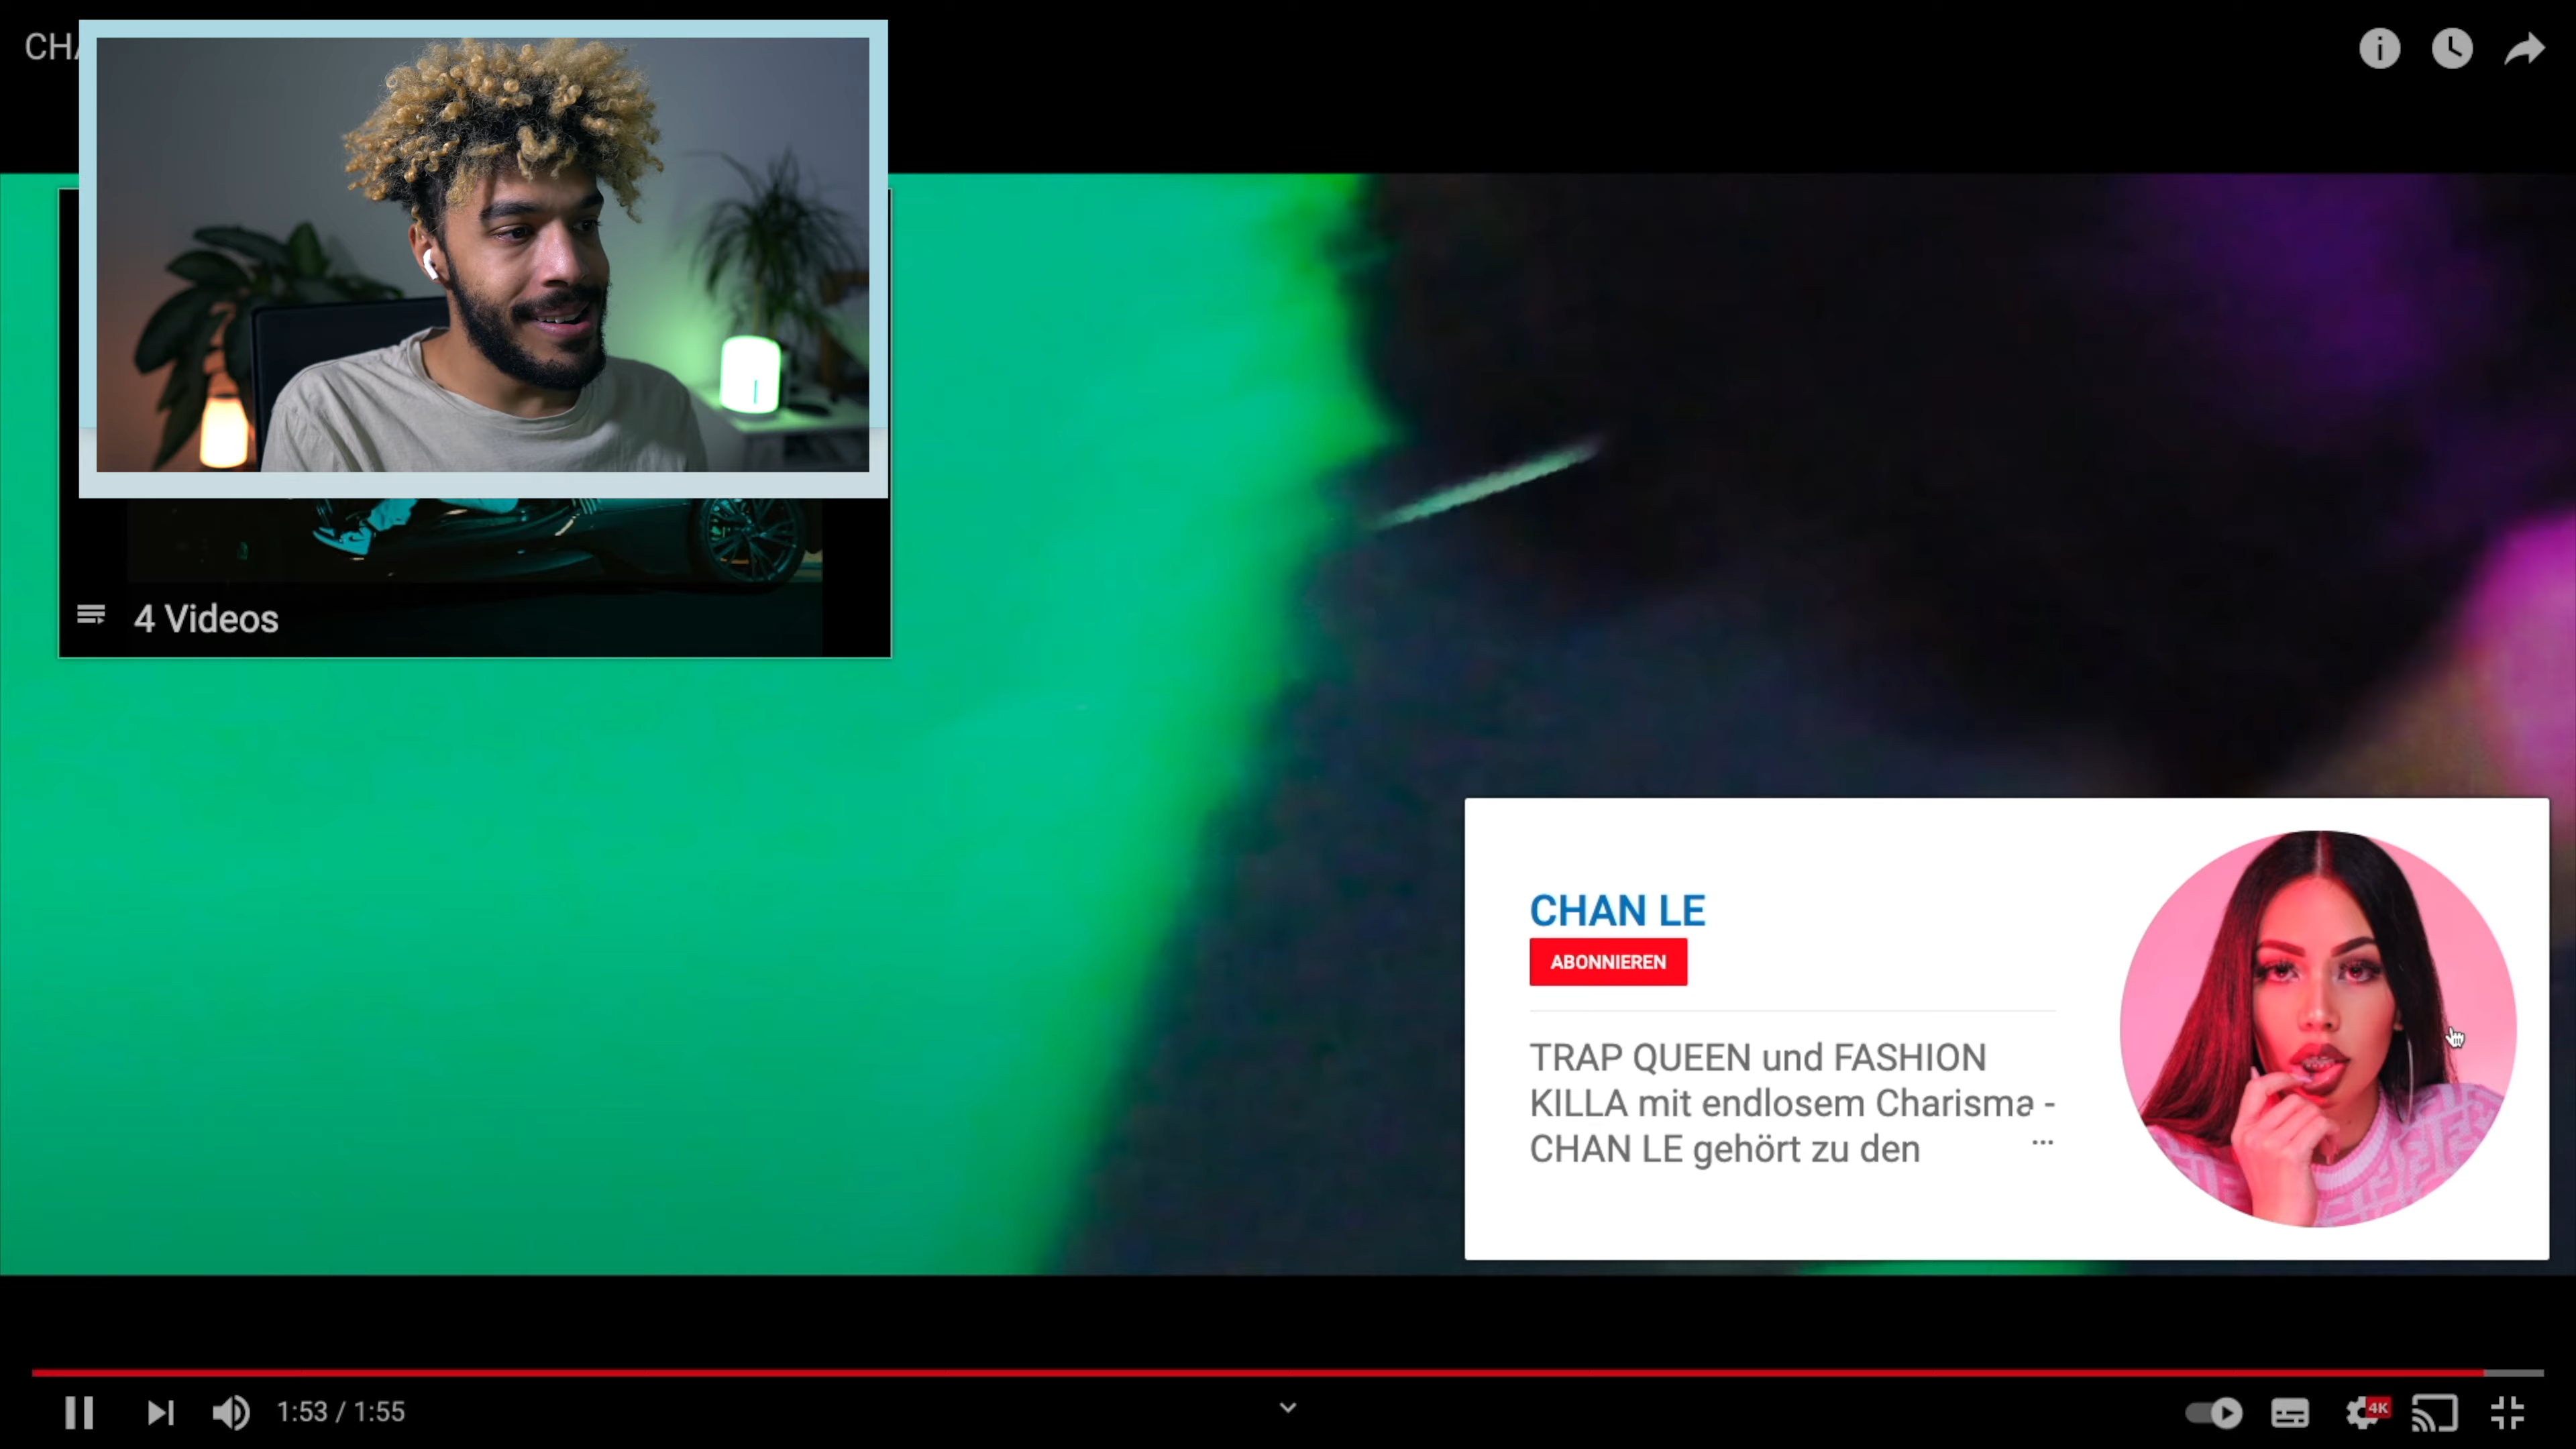 CHA
4 Videos
CHAN LE
ABONNIEREN
TRAP QUEEN und FASHION
KILLA mit endlosem Charisma -
CHAN LE gehört zu den ...
1:53 / 1:55
4K